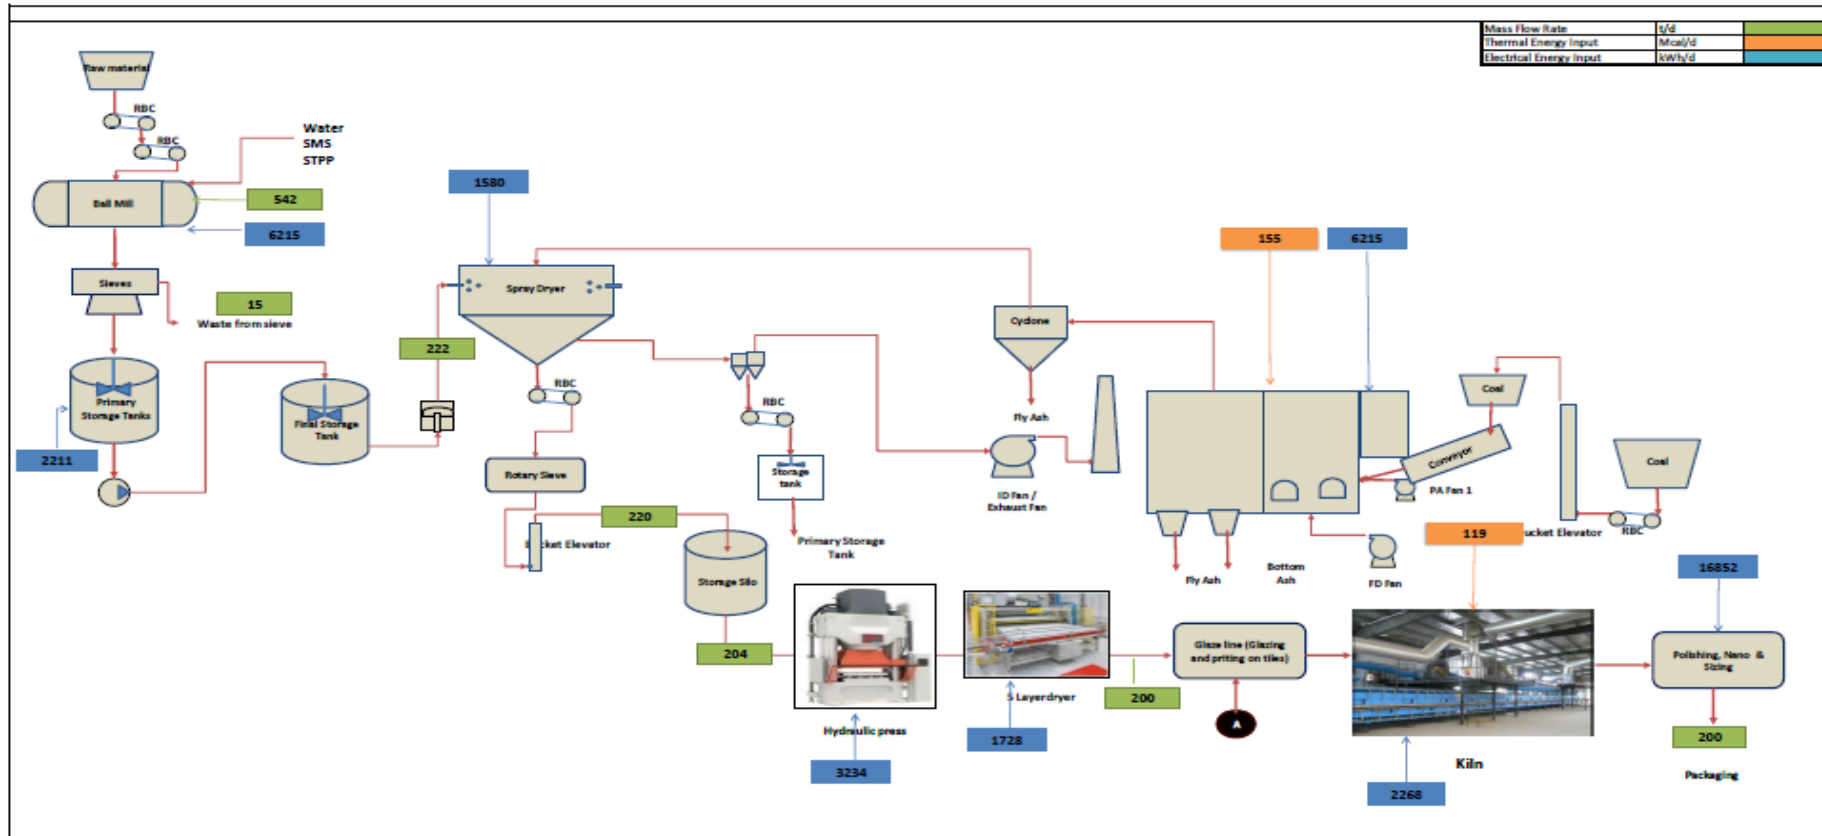 Mass Flow Rate t/d
Thermal Energy Input Mcal/d
Electrical Energy Input kWh/d
Raw material
RBC
RBC
Water
SMS
STPP
Ball Mill
542
6215
Sieves
15
Waste from sieve
Primary
Storage Tanks
2211
Final Storage
Tank
222
1580
Spray Dryer
RBC
Rotary Sieve
Bucket Elevator
220
Storage Silo
204
RBC
Storage
tank
Primary Storage
Tank
Cyclone
Fly Ash
ID Fan /
Exhaust Fan
155
6215
Fly Ash
Bottom
Ash
FD Fan
PA Fan 1
Conveyor
Coal
Coal
RBC
ucket Elevator
119
Hydraulic press
3234
5 Layerdryer
1728
200
Glaze line (Glazing
and priting on tiles)
A
Kiln
2268
16852
Polishing, Nano &
Sizing
200
Packaging